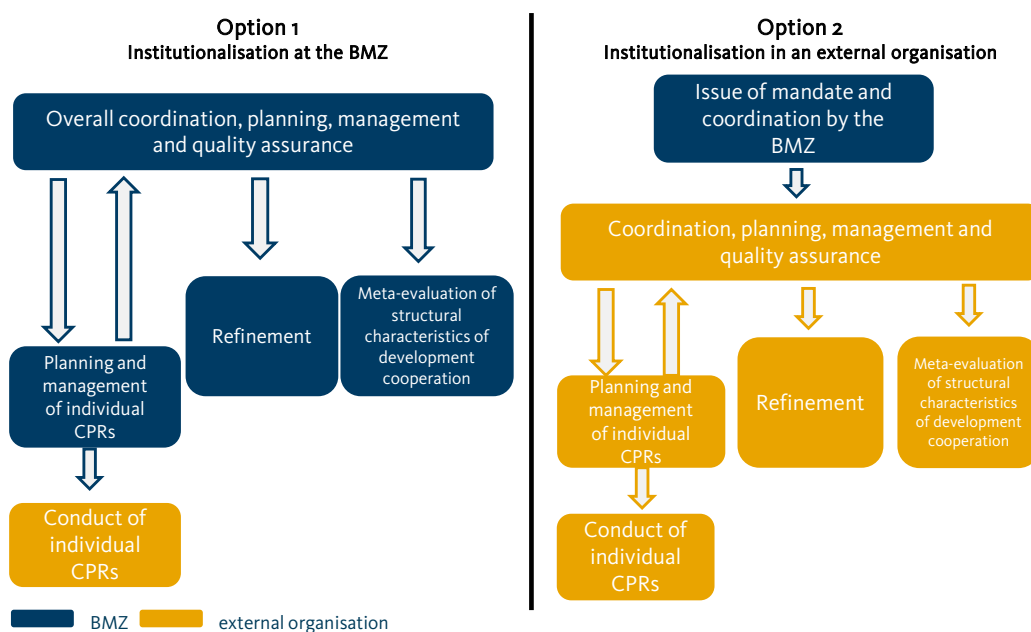 Option 1
Institutionalisation at the BMZ
Overall coordination, planning, management
and quality assurance
Refinement
Meta-evaluation of
structural
characteristics of
development
cooperation
Planning and
management
of individual
CPRs
Conduct of
individual
CPRs
Option 2
Institutionalisation in an external organisation
Issue of mandate and
coordination by the
BMZ
Coordination, planning, management and
quality assurance
Planning and
management
of individual
CPRs
Refinement
Meta-evaluation
of structural
characteristics
of development
cooperation
Conduct of
individual
CPRs
BMZ
external organisation